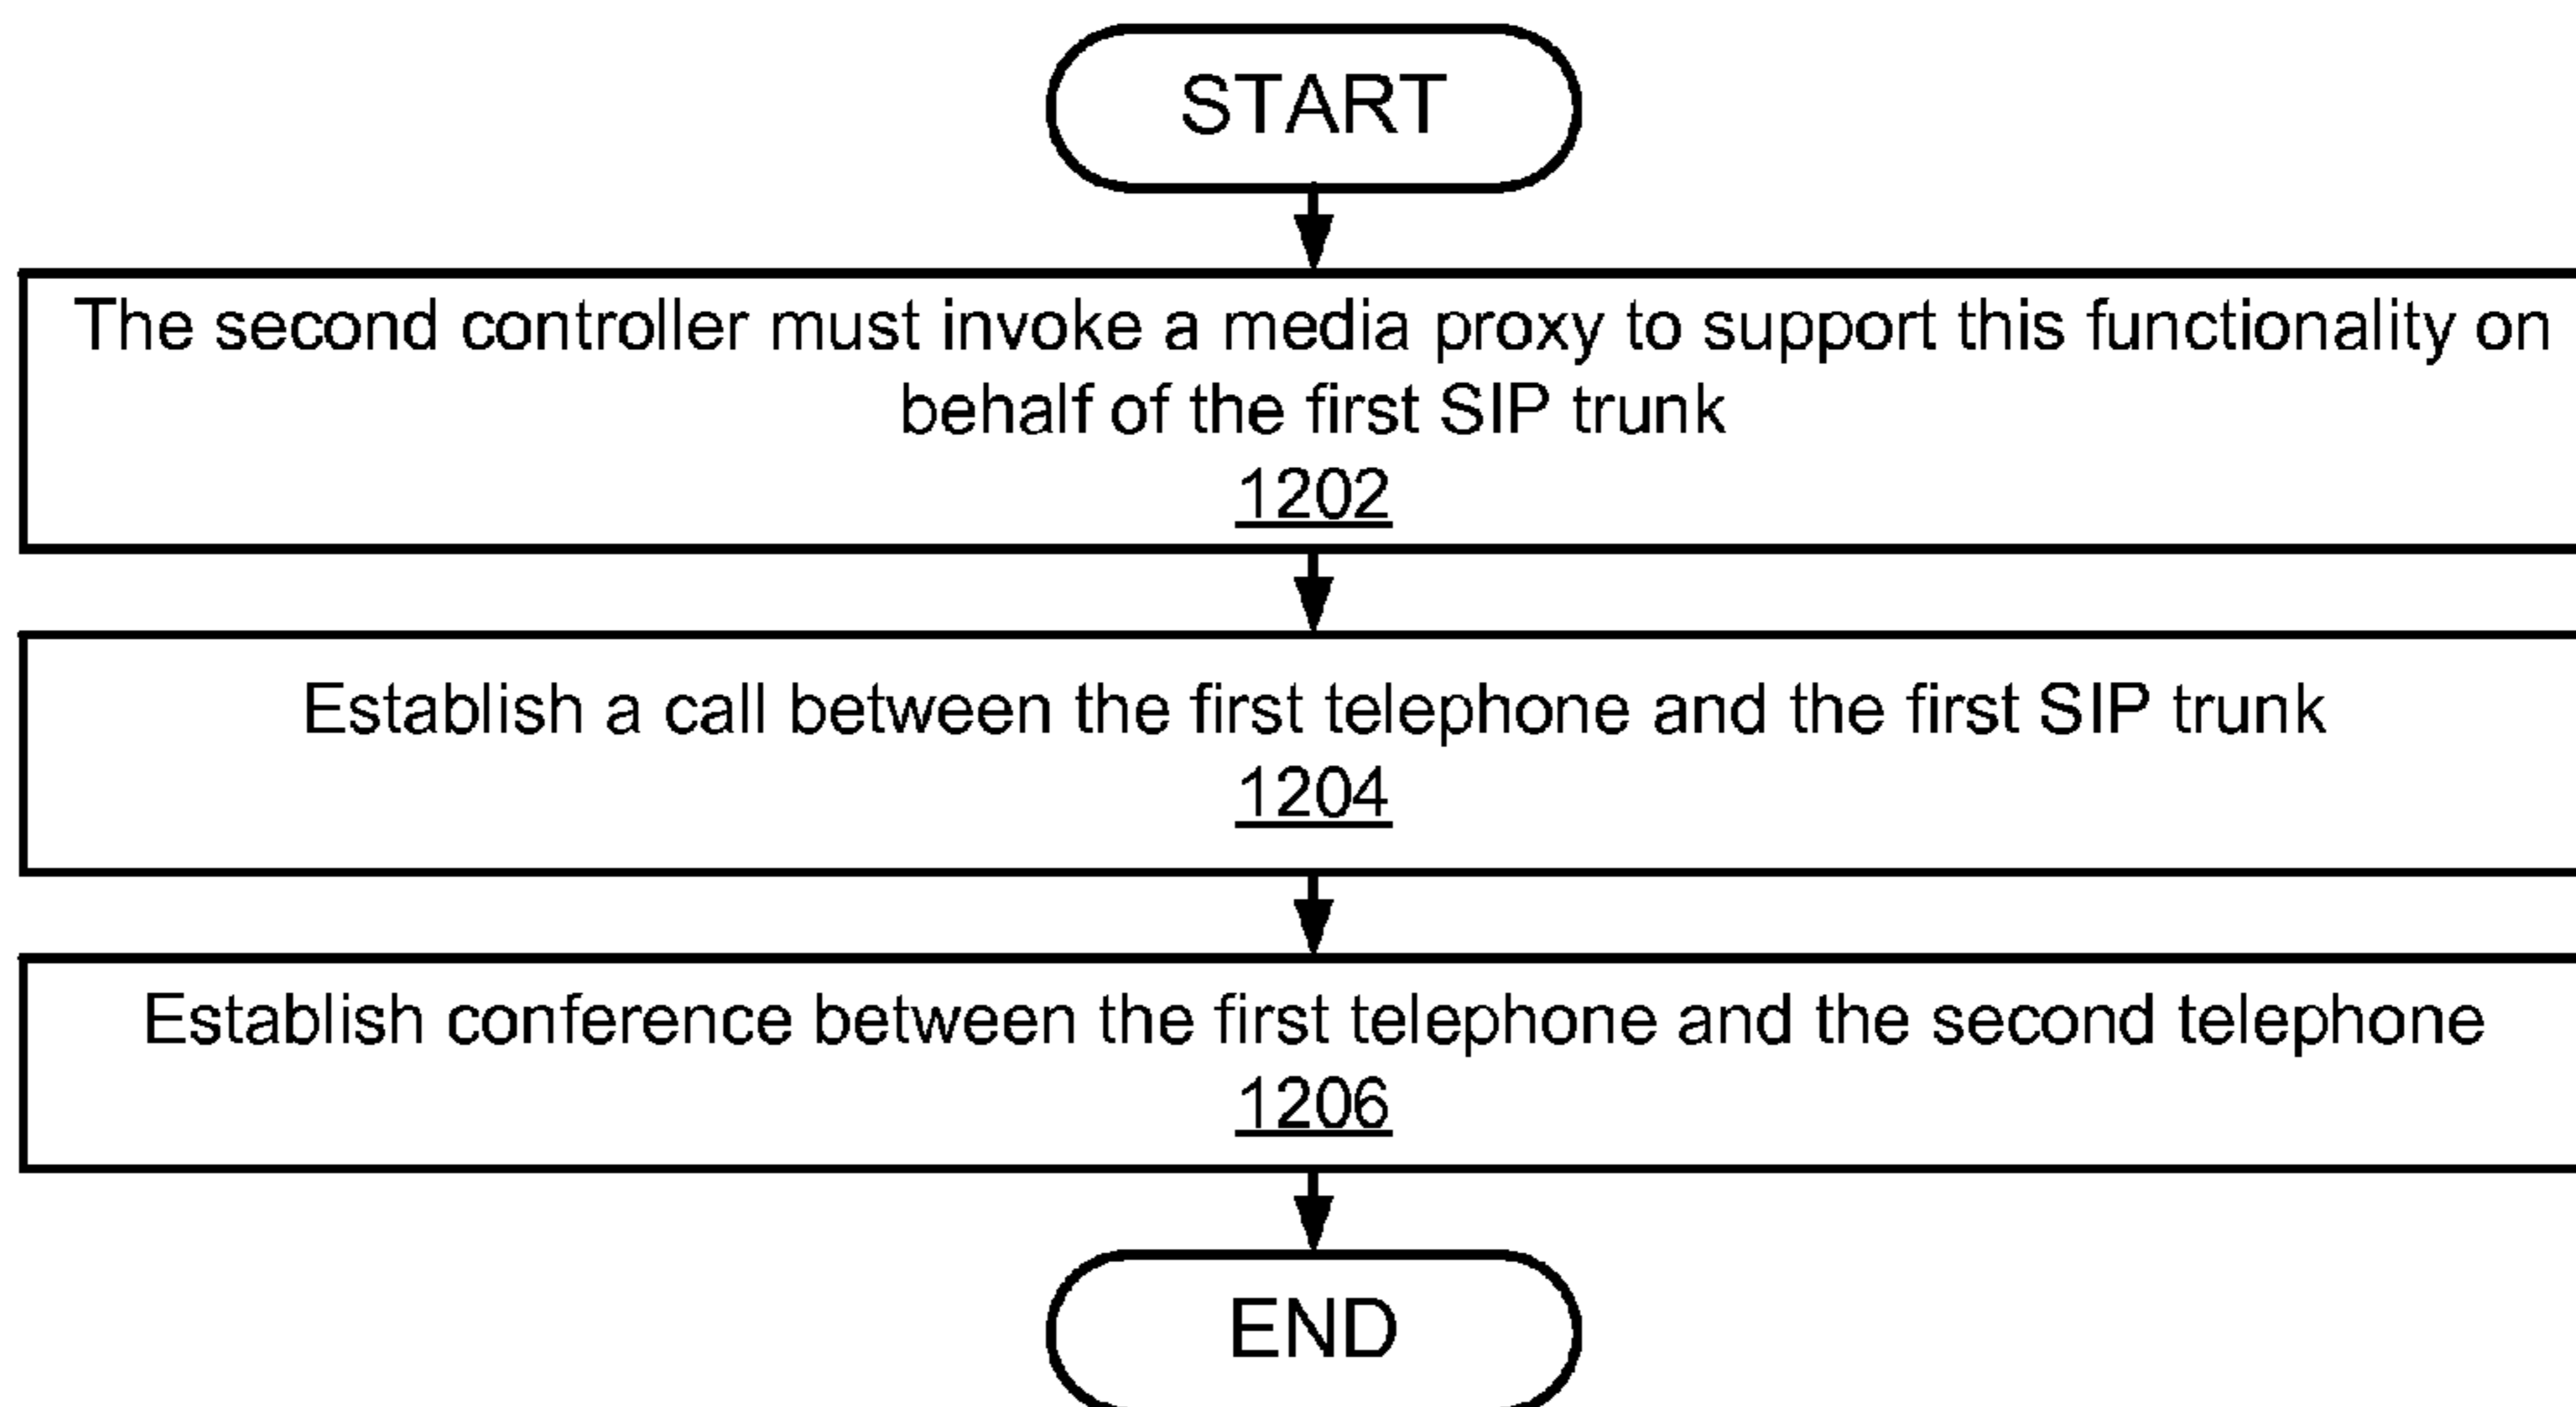 START
The second controller must invoke a media proxy to support this functionality on
behalf of the first SIP trunk
1202
Establish a call between the first telephone and the first SIP trunk
1204
Establish conference between the first telephone and the second telephone
1206
END